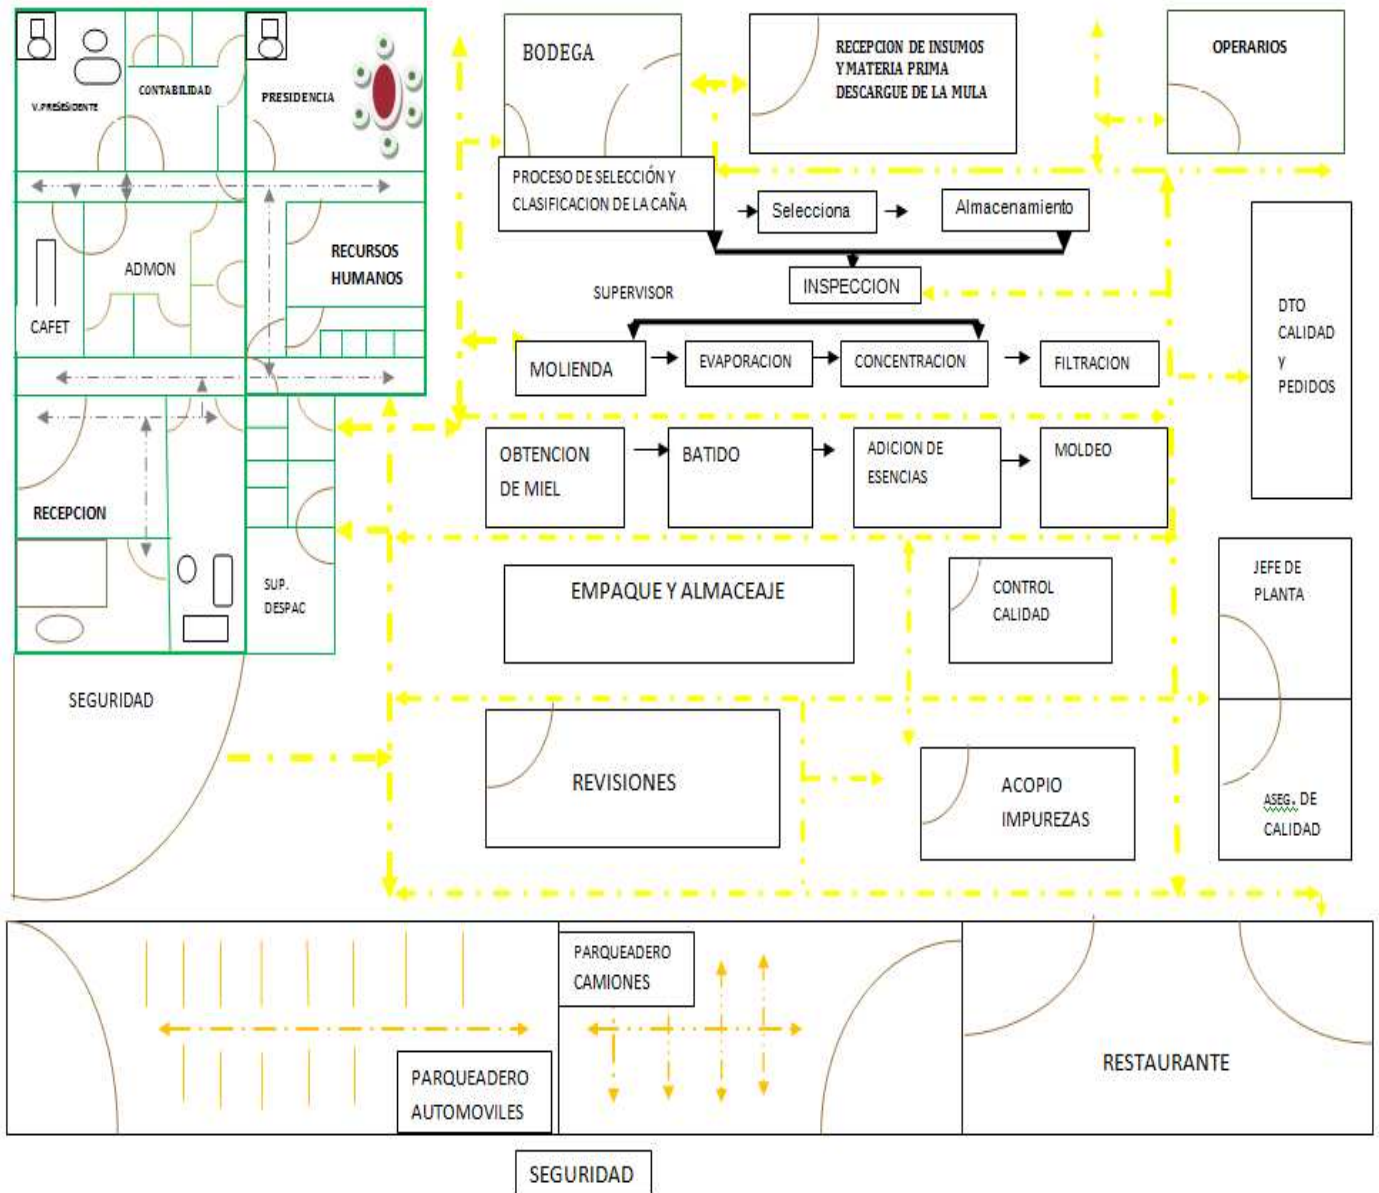 V.PRESESIDENTE
CONTABILIDAD
PRESIDENCIA
BODEGA
RECEPCION DE INSUMOS
Y MATERIA PRIMA
DESCARGUE DE LA MULA
OPERARIOS
PROCESO DE SELECCIÓN Y
CLASIFICACION DE LA CAÑA
Selecciona
Almacenamiento
ADMON
RECURSOS
HUMANOS
CAFET
SUPERVISOR
INSPECCION
DTO
CALIDAD
y
PEDIDOS
MOLIENDA
EVAPORACION
CONCENTRACION
FILTRACION
OBTENCION
DE MIEL
BATIDO
ADICION DE
ESENCIAS
MOLDEO
RECEPCION
SUP.
DESPAC
EMPAQUE Y ALMACEAJE
CONTROL
CALIDAD
JEFE DE
PLANTA
SEGURIDAD
REVISIONES
ACOPIO
IMPUREZAS
ASEG. DE
CALIDAD
PARQUEADERO
CAMIONES
PARQUEADERO
AUTOMOVILES
RESTAURANTE
SEGURIDAD